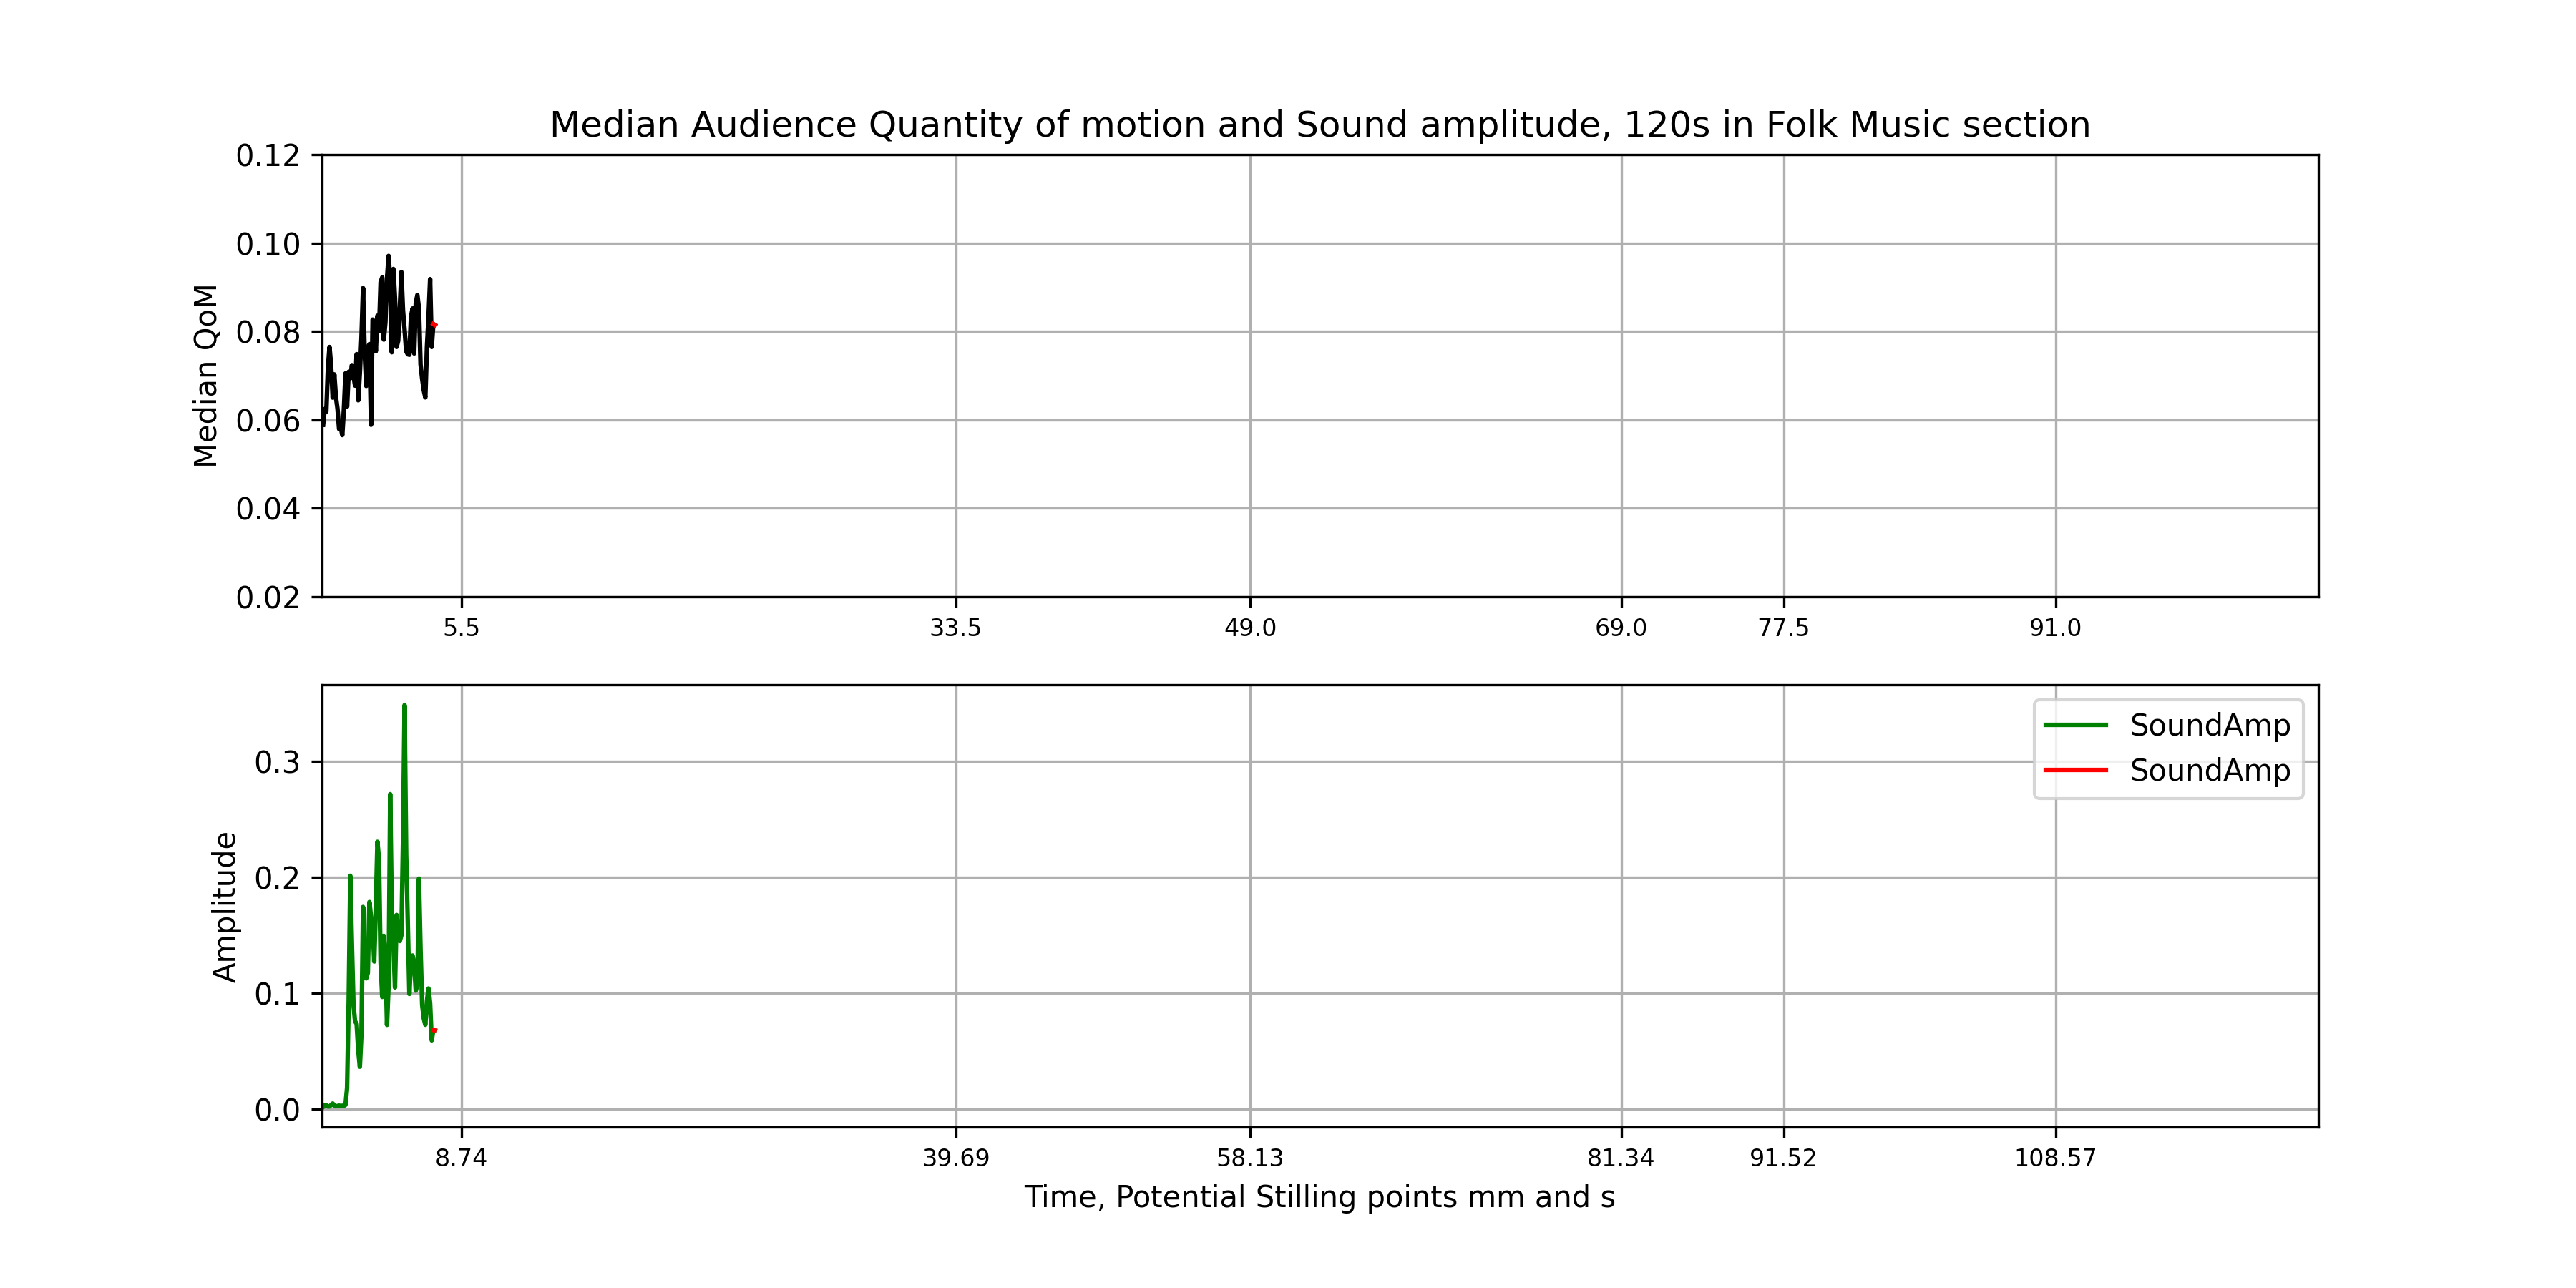 Median Audience Quantity of motion and Sound amplitude, 120s in Folk Music section
0.12
0.10
0.08
0.06
0.04
0.02
Median QoM
5.5 33.5 49.0 69.0 77.5 91.0
SoundAmp
SoundAmp
0.3
0.2
0.1
0.0
Amplitude
8.74 39.69 58.13 81.34 91.52 108.57
Time, Potential Stilling points mm and s